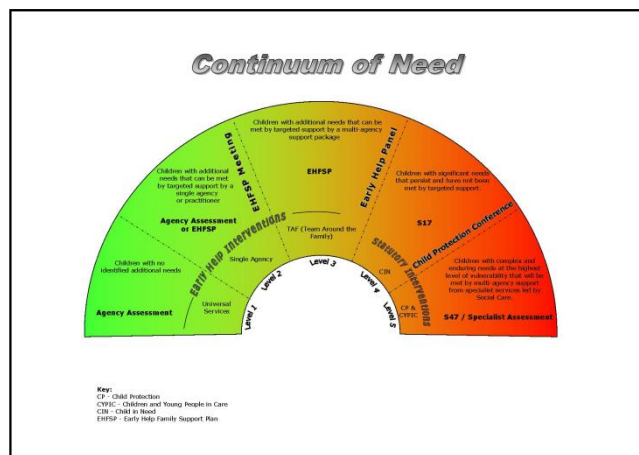 Continuum of Need
Children with additional needs that can be
met by targeted support by a multi-agency
support package
EHFSP
TAF (Team Around the
Family)
Level 3
EHFSP Meeting
Early Help Panel
Children with additional
needs that can be met
by targeted support by a
single agency
or practitioner
Agency Assessment
or EHFSP
Single Agency
Level 2
Early Help Interventions
Children with no
identified additional needs
Agency Assessment
Universal
Services
Level 1
Children with significant needs
that persist and have not been
met by targeted support.
S17
CIN
Level 4
Statutory Interventions
Child Protection Conference
Children with complex and
enduring needs at the highest
level of vulnerability that will be
met by multi-agency support
from specialist services led by
Social Care.
S47 / Specialist Assessment
CP &
CYPIC
Level 5
Key:
CP - Child Protection
CYPIC - Children and Young People in Care
CIN - Child in Need
EHFSP - Early Help Family Support Plan